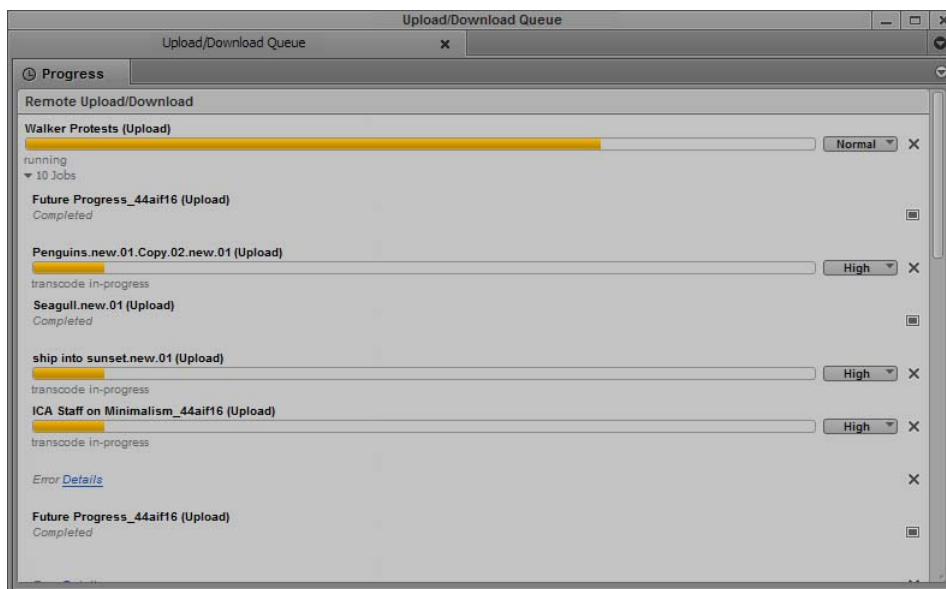 Upload/Download Queue
Upload/Download Queue
Progress
Remote Upload/Download
Walker Protests (Upload)
Normal
running
10 Jobs
Future Progress_44aif16 (Upload)
Completed
Penguins.new.01.Copy.02.new.01 (Upload)
High
transcode in-progress
Seagull.new.01 (Upload)
Completed
ship into sunset.new.01 (Upload)
High
transcode in-progress
ICA Staff on Minimalism_44aif16 (Upload)
High
transcode in-progress
Error Details
Future Progress_44aif16 (Upload)
Completed